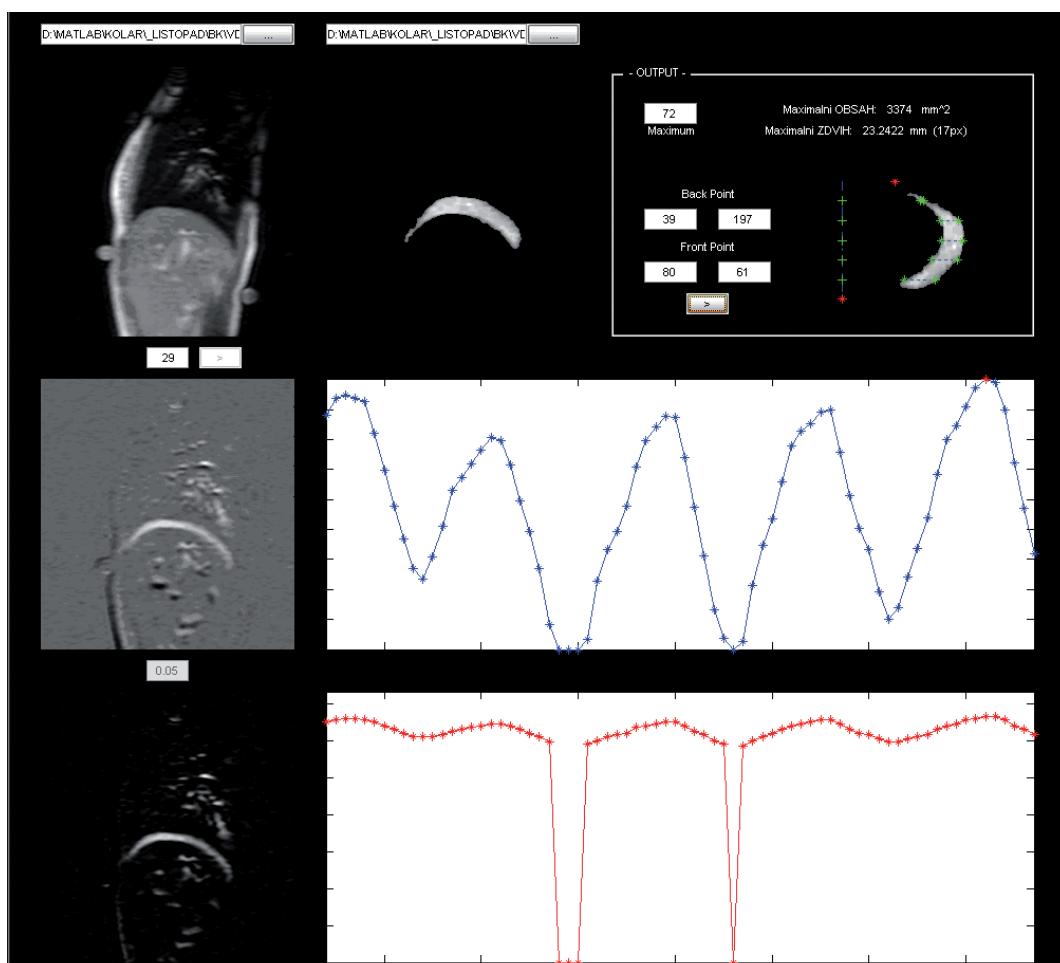 D:\MATLAB\KOLAR\_LISTOPAD\BK\VD ...
D:\MATLAB\KOLAR\_LISTOPAD\BK\VD ...
- OUTPUT -
72
Maximum
Maximalni OBSAH: 3374 mm^2
Maximalni ZDVIH: 23.2422 mm (17px)
Back Point
39 197
Front Point
80 61
>
29 >
0.05